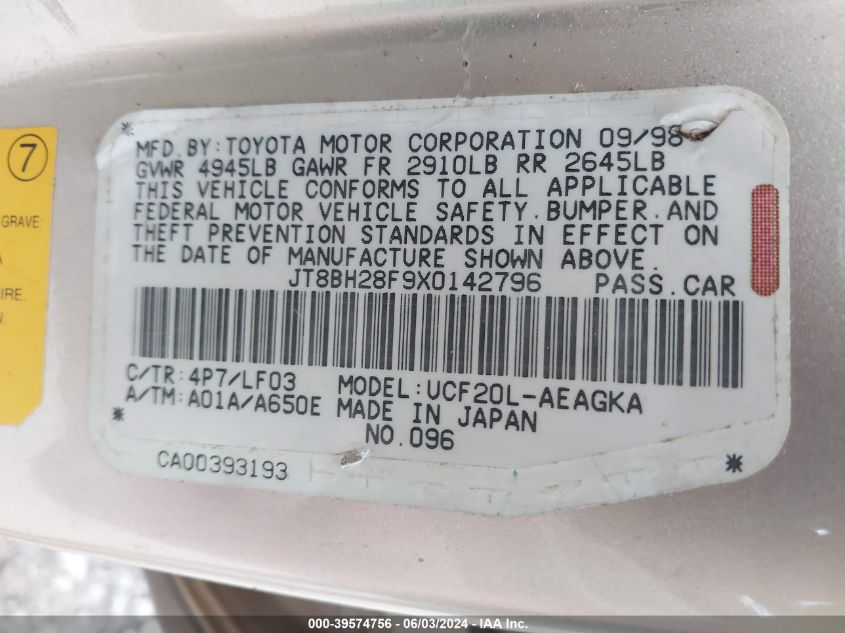 7
GRAVE
MFD. BY: TOYOTA MOTOR CORPORATION 09/98
GVWR 4945LB GAWR FR 2910LB RR 2645LB
THIS VEHICLE CONFORMS TO ALL APPLICABLE
FEDERAL MOTOR VEHICLE SAFETY. BUMPER. AND
THEFT PREVENTION STANDARDS IN EFFECT ON
THE DATE OF MANUFACTURE SHOWN ABOVE.
JT8BH28F9X0142796 PASS. CAR
C/TR: 4P7/LF03 MODEL: UCF20L-AEAGKA
A/TM: A01A/A650E MADE IN JAPAN
NO. 096
CA00393193
000-39574756 - 06/03/2024 - IAA Inc.